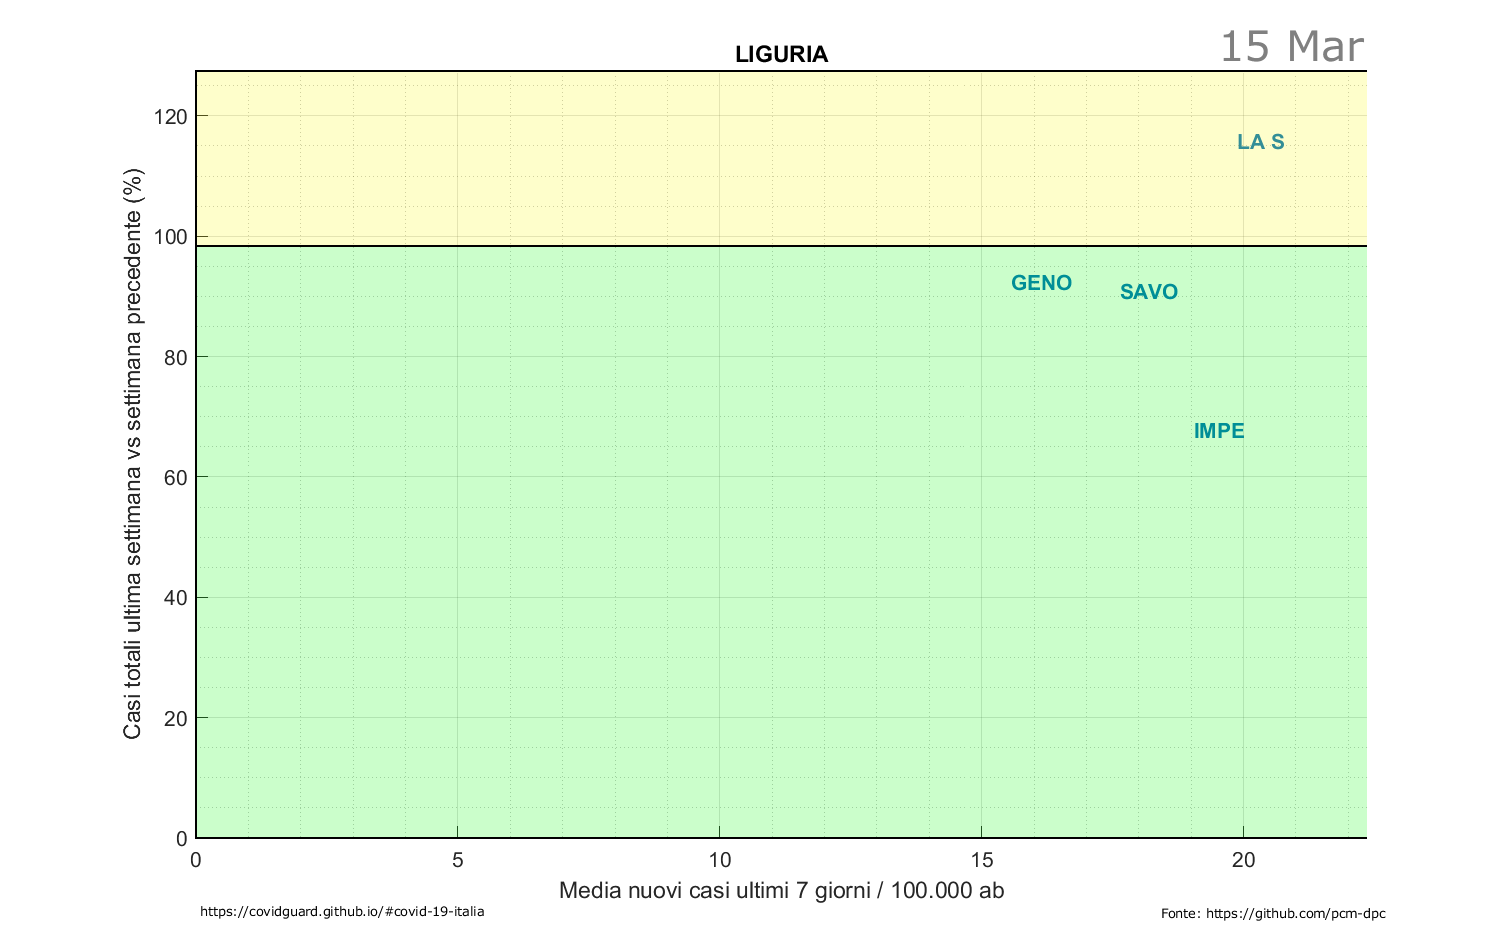 15 Mar
LIGURIA
Casi totali ultima settimana vs settimana precedente (%)
120
100
80
60
40
20
0
LA S
GENO
SAVO
IMPE
0 5 10 15 20
Media nuovi casi ultimi 7 giorni / 100.000 ab
https://covidguard.github.io/#covid-19-italia
Fonte: https://github.com/pcm-dpc